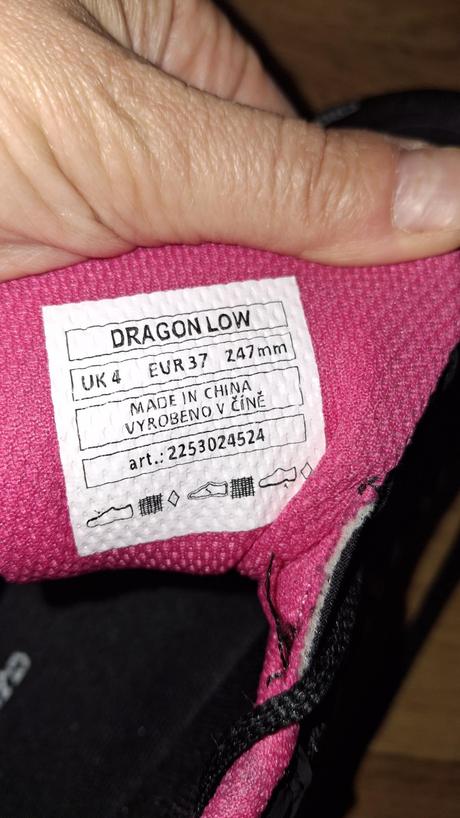 DRAGON LOW
UK 4 EUR 37 247mm
MADE IN CHINA
VYROBENO V ČÍNĚ
art.: 2253024524